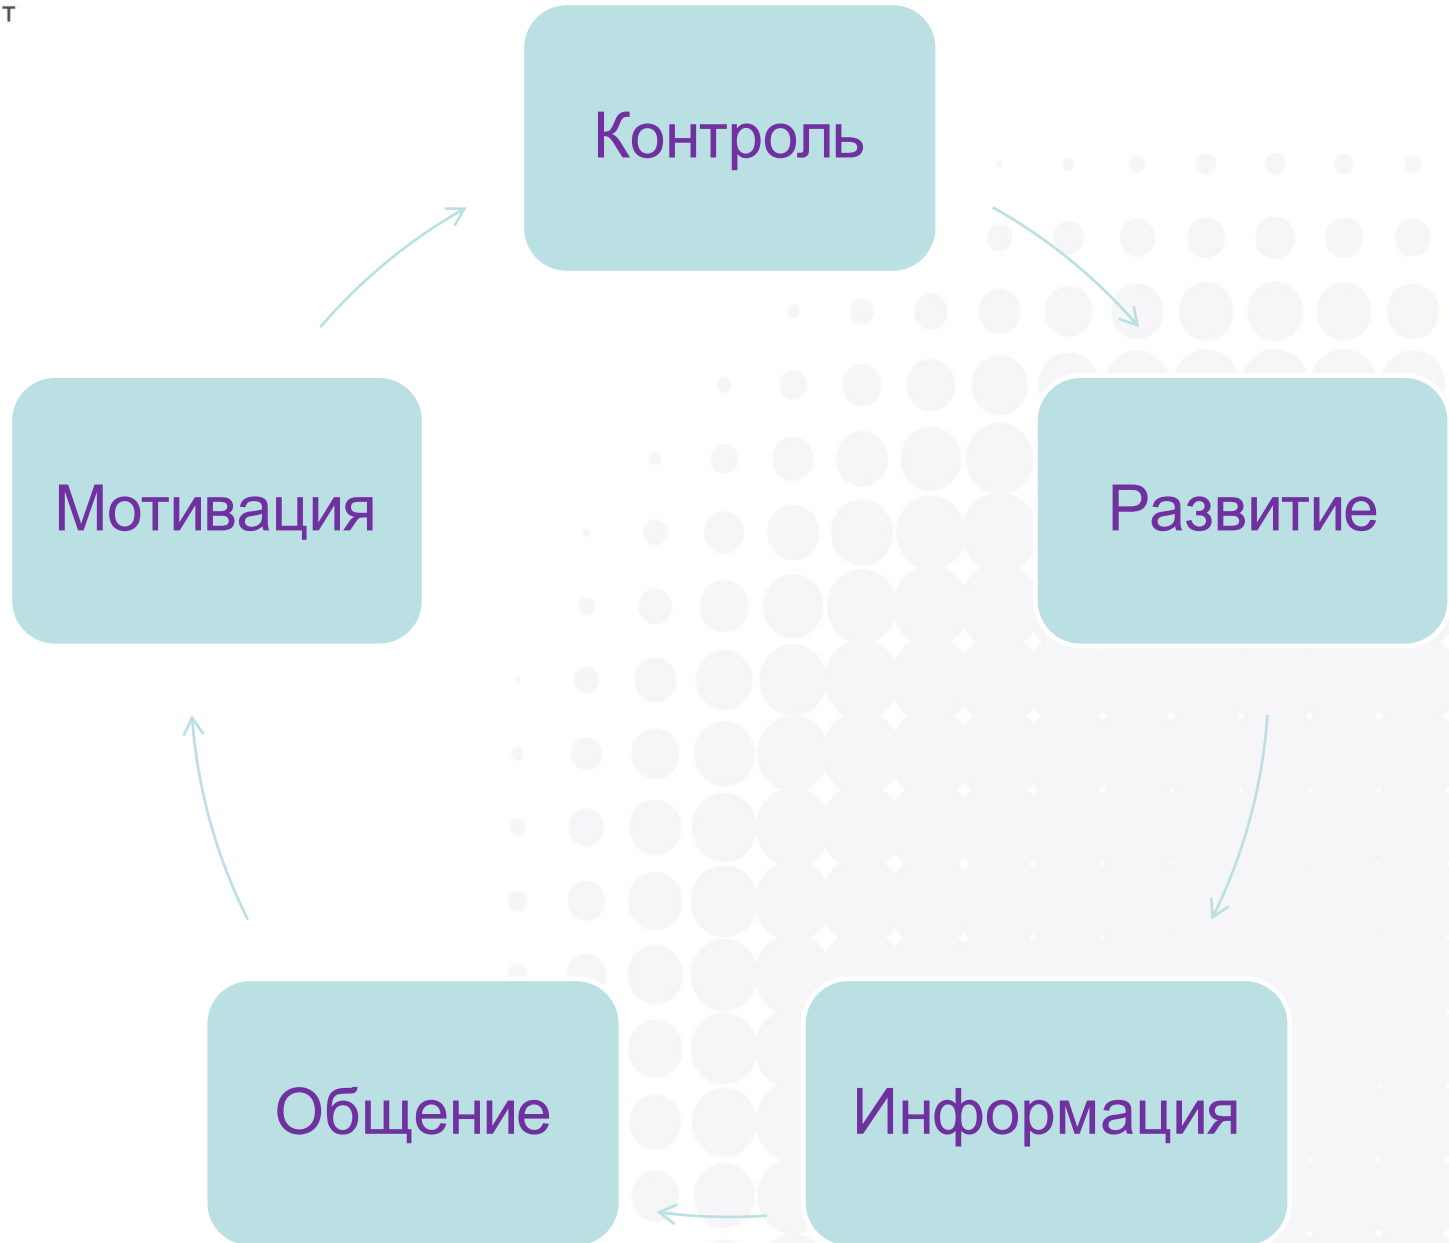 т
Контроль
Мотивация
Развитие
Общение
Информация